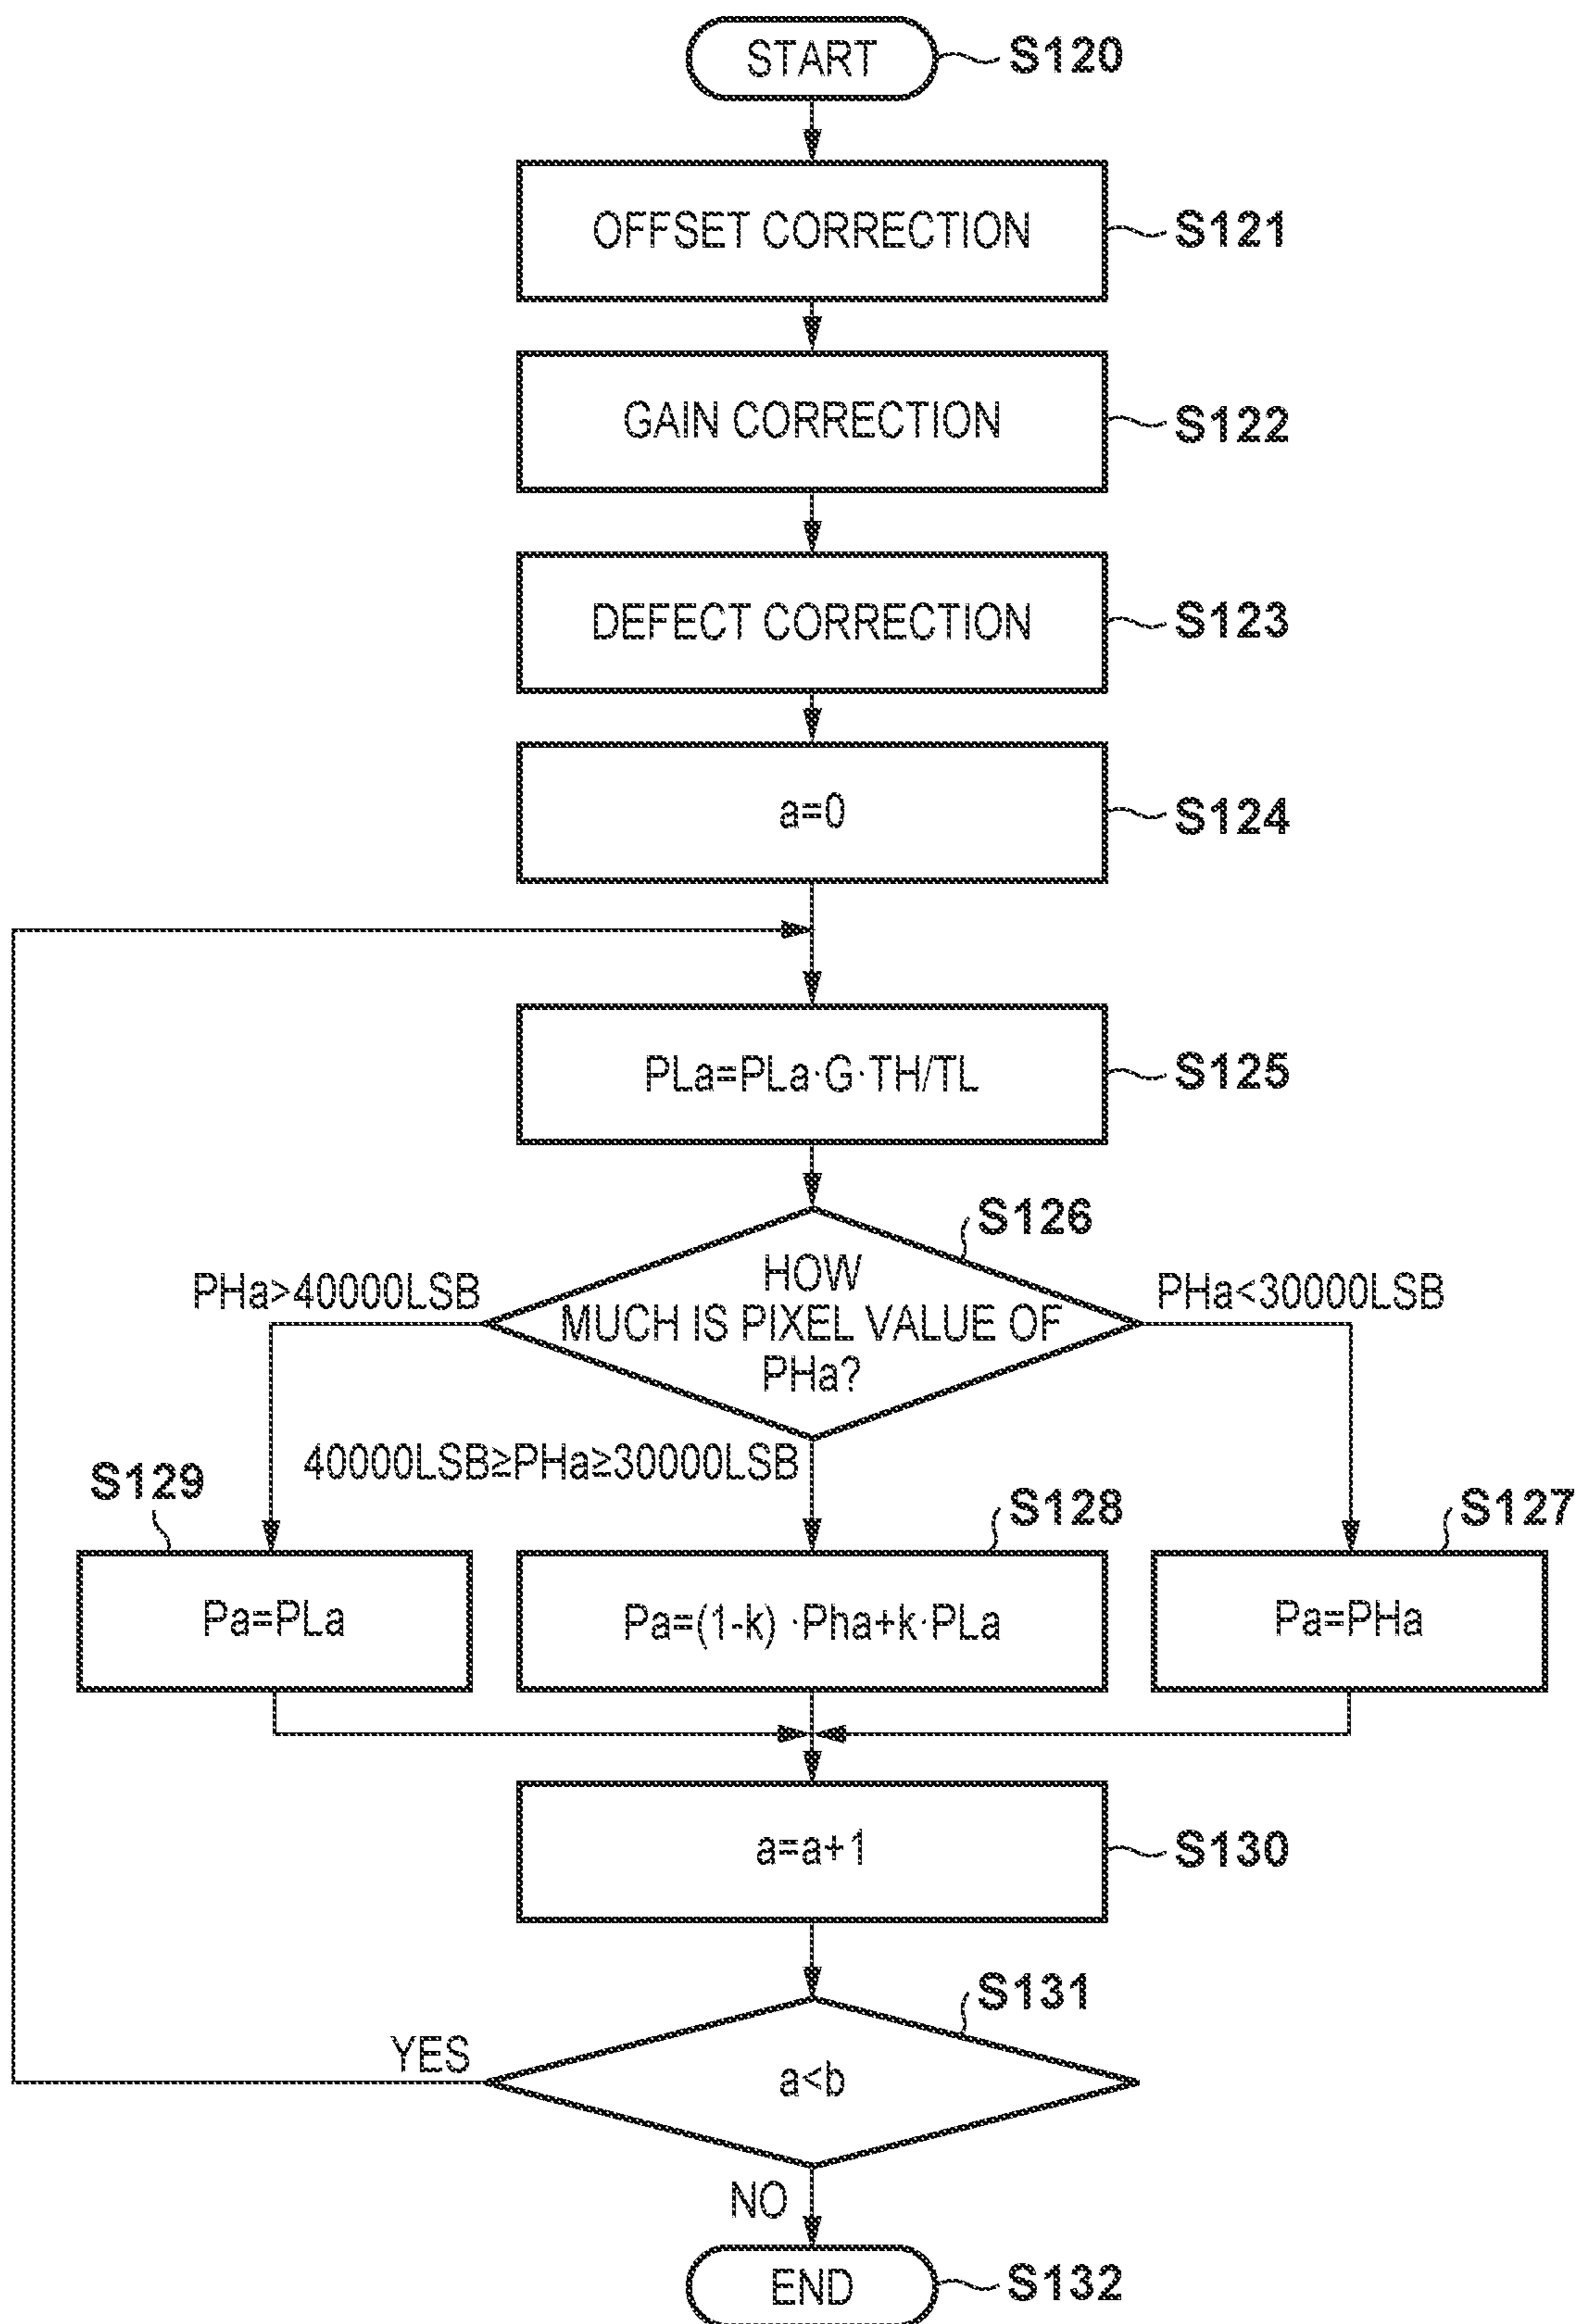 START
S120
OFFSET CORRECTION
S121
GAIN CORRECTION
S122
DEFECT CORRECTION
S123
a=0
S124
PLa=PLa·G·TH/TL
S125
S126
HOW
MUCH IS PIXEL VALUE OF
PHa?
PHa>40000LSB
PHa<30000LSB
40000LSB≥PHa≥30000LSB
S129
Pa=PLa
S128
Pa=(1-k) ·Pha+k·PLa
S127
Pa=PHa
a=a+1
S130
S131
a<b
YES
NO
END
S132